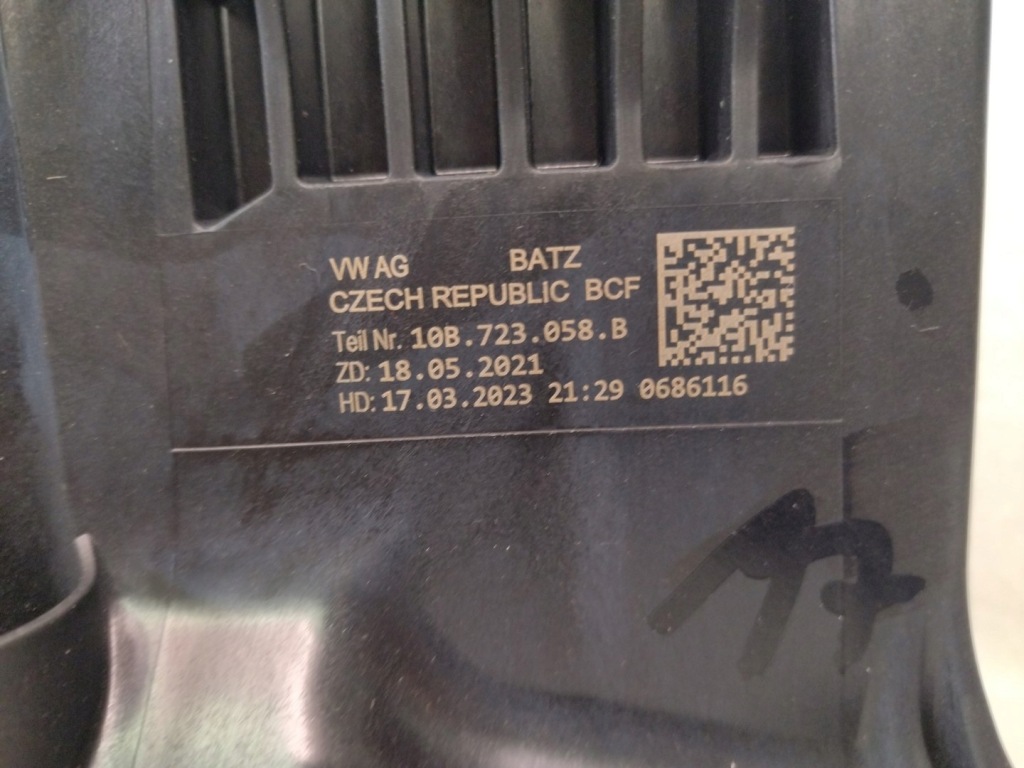 VW AG BATZ
CZECH REPUBLIC BCF
Teil Nr. 10B.723.058.B
ZD: 18.05.2021
HD: 17.03.2023 21:29 0686116
17